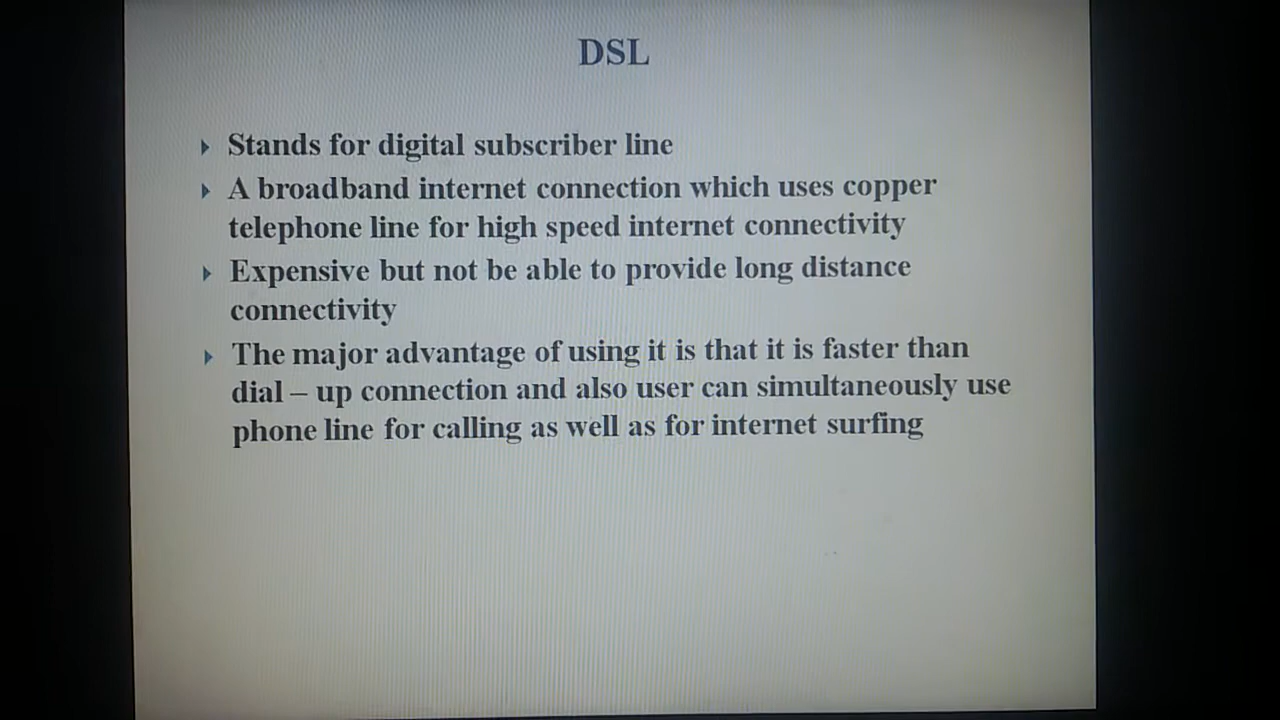 DSL
Stands for digital subscriber line
A broadband internet connection which uses copper
telephone line for high speed internet connectivity
Expensive but not be able to provide long distance
connectivity
The major advantage of using it is that it is faster than
dial – up connection and also user can simultaneously use
phone line for calling as well as for internet surfing